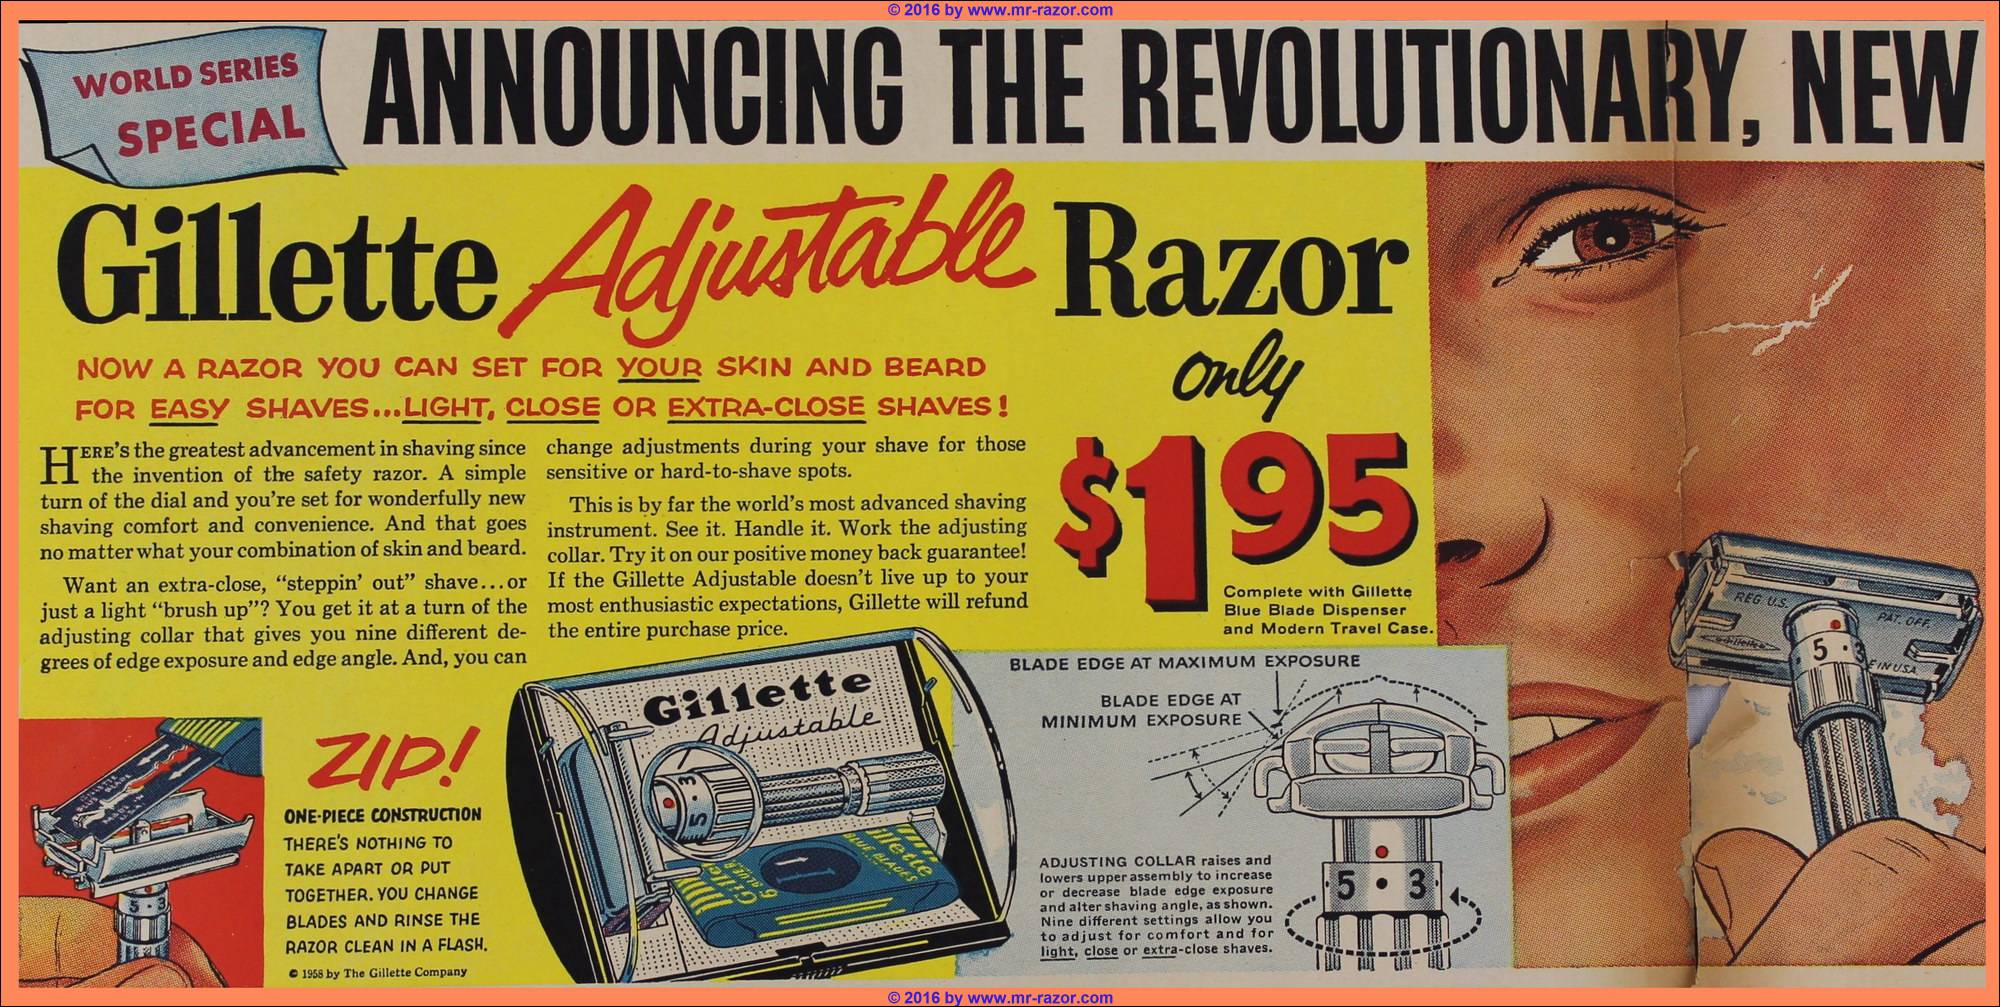 © 2016 by www.mr-razor.com
WORLD SERIES
SPECIAL
ANNOUNCING THE REVOLUTIONARY, NEW
Gillette Adjustable Razor
only
$1.95
NOW A RAZOR YOU CAN SET FOR YOUR SKIN AND BEARD
FOR EASY SHAVES...LIGHT, CLOSE OR EXTRA-CLOSE SHAVES!
HERE'S the greatest advancement in shaving since
the invention of the safety razor. A simple
turn of the dial and you're set for wonderfully new
shaving comfort and convenience. And that goes
no matter what your combination of skin and beard.
Want an extra-close, "steppin' out" shave...or
just a light "brush up"? You get it at a turn of the
adjusting collar that gives you nine different de-
grees of edge exposure and edge angle. And, you can
change adjustments during your shave for those
sensitive or hard-to-shave spots.
This is by far the world's most advanced shaving
instrument. See it. Handle it. Work the adjusting
collar. Try it on our positive money back guarantee!
If the Gillette Adjustable doesn't live up to your
most enthusiastic expectations, Gillette will refund
the entire purchase price.
Complete with Gillette
Blue Blade Dispenser
and Modern Travel Case.
REG. U.S. PAT. OFF.
Gillette
E IN USA
5 3
ZIP!
ONE-PIECE CONSTRUCTION
THERE'S NOTHING TO
TAKE APART OR PUT
TOGETHER. YOU CHANGE
BLADES AND RINSE THE
RAZOR CLEAN IN A FLASH.
© 1958 by The Gillette Company
5 3
Gillette
Adjustable
5 3
Gillette
BLUE BLADES
BLADE EDGE AT MAXIMUM EXPOSURE
BLADE EDGE AT
MINIMUM EXPOSURE
ADJUSTING COLLAR raises and
lowers upper assembly to increase
or decrease blade edge exposure
and alter shaving angle, as shown.
Nine different settings allow you
to adjust for comfort and for
light, close or extra-close shaves.
5 • 3
© 2016 by www.mr-razor.com